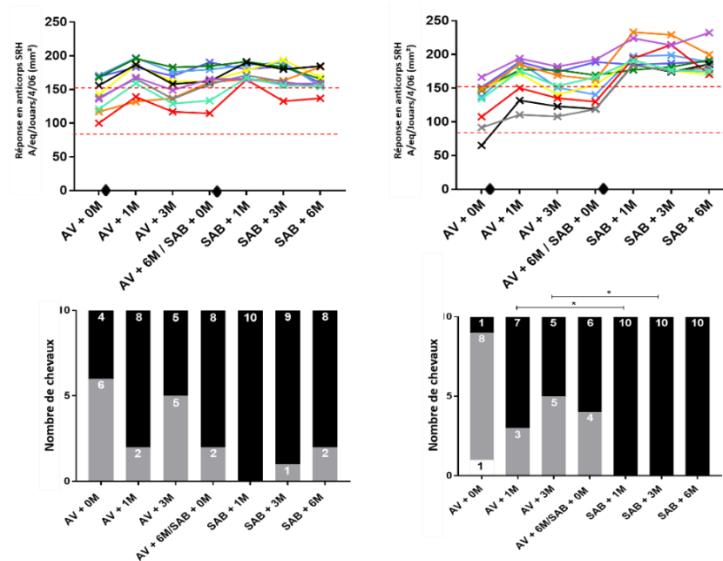 Réponse en anticorps SRH
A/eq/Jouars/4/06 (mm²)
250
200
150
100
50
0
AV + 0M
AV + 1M
AV + 3M
AV + 6M / SAB + 0M
SAB + 1M
SAB + 3M
SAB + 6M
Réponse en anticorps SRH
A/eq/Jouars/4/06 (mm²)
250
200
150
100
50
0
AV + 0M
AV + 1M
AV + 3M
AV + 6M / SAB + 0M
SAB + 1M
SAB + 3M
SAB + 6M
Nombre de chevaux
10
5
0
4
8
5
8
10
9
8
6
2
5
2
1
2
AV + 0M
AV + 1M
AV + 3M
AV + 6M/SAB + 0M
SAB + 1M
SAB + 3M
SAB + 6M
Nombre de chevaux
10
5
0
*
*
1
7
5
6
10
10
10
8
3
5
4
1
AV + 0M
AV + 1M
AV + 3M
AV + 6M/SAB + 0M
SAB + 1M
SAB + 3M
SAB + 6M